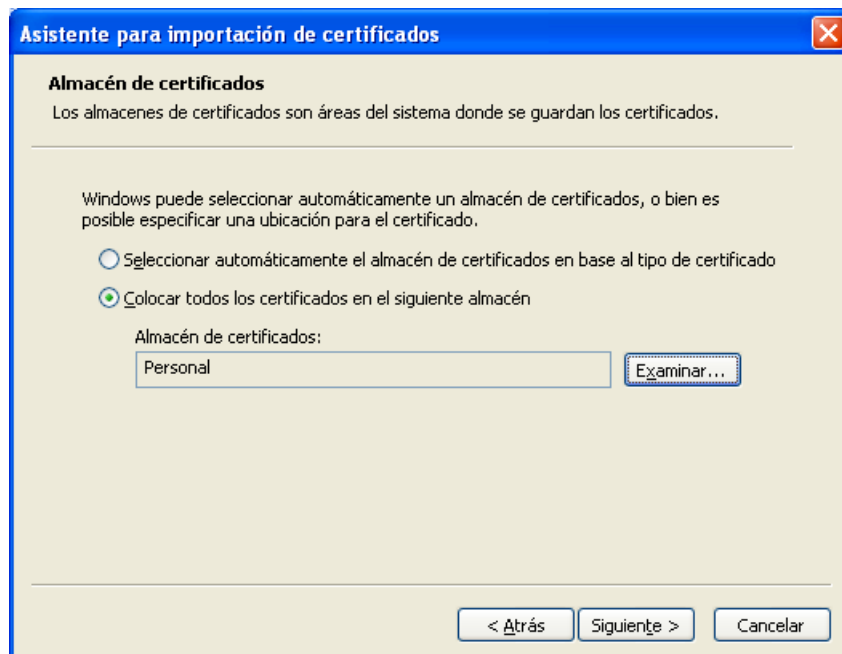 Asistente para importación de certificados
Almacén de certificados
Los almacenes de certificados son áreas del sistema donde se guardan los certificados.
Windows puede seleccionar automáticamente un almacén de certificados, o bien es
posible especificar una ubicación para el certificado.
Seleccionar automáticamente el almacén de certificados en base al tipo de certificado
Colocar todos los certificados en el siguiente almacén
Almacén de certificados:
Personal
Examinar...
< Atrás
Siguiente >
Cancelar